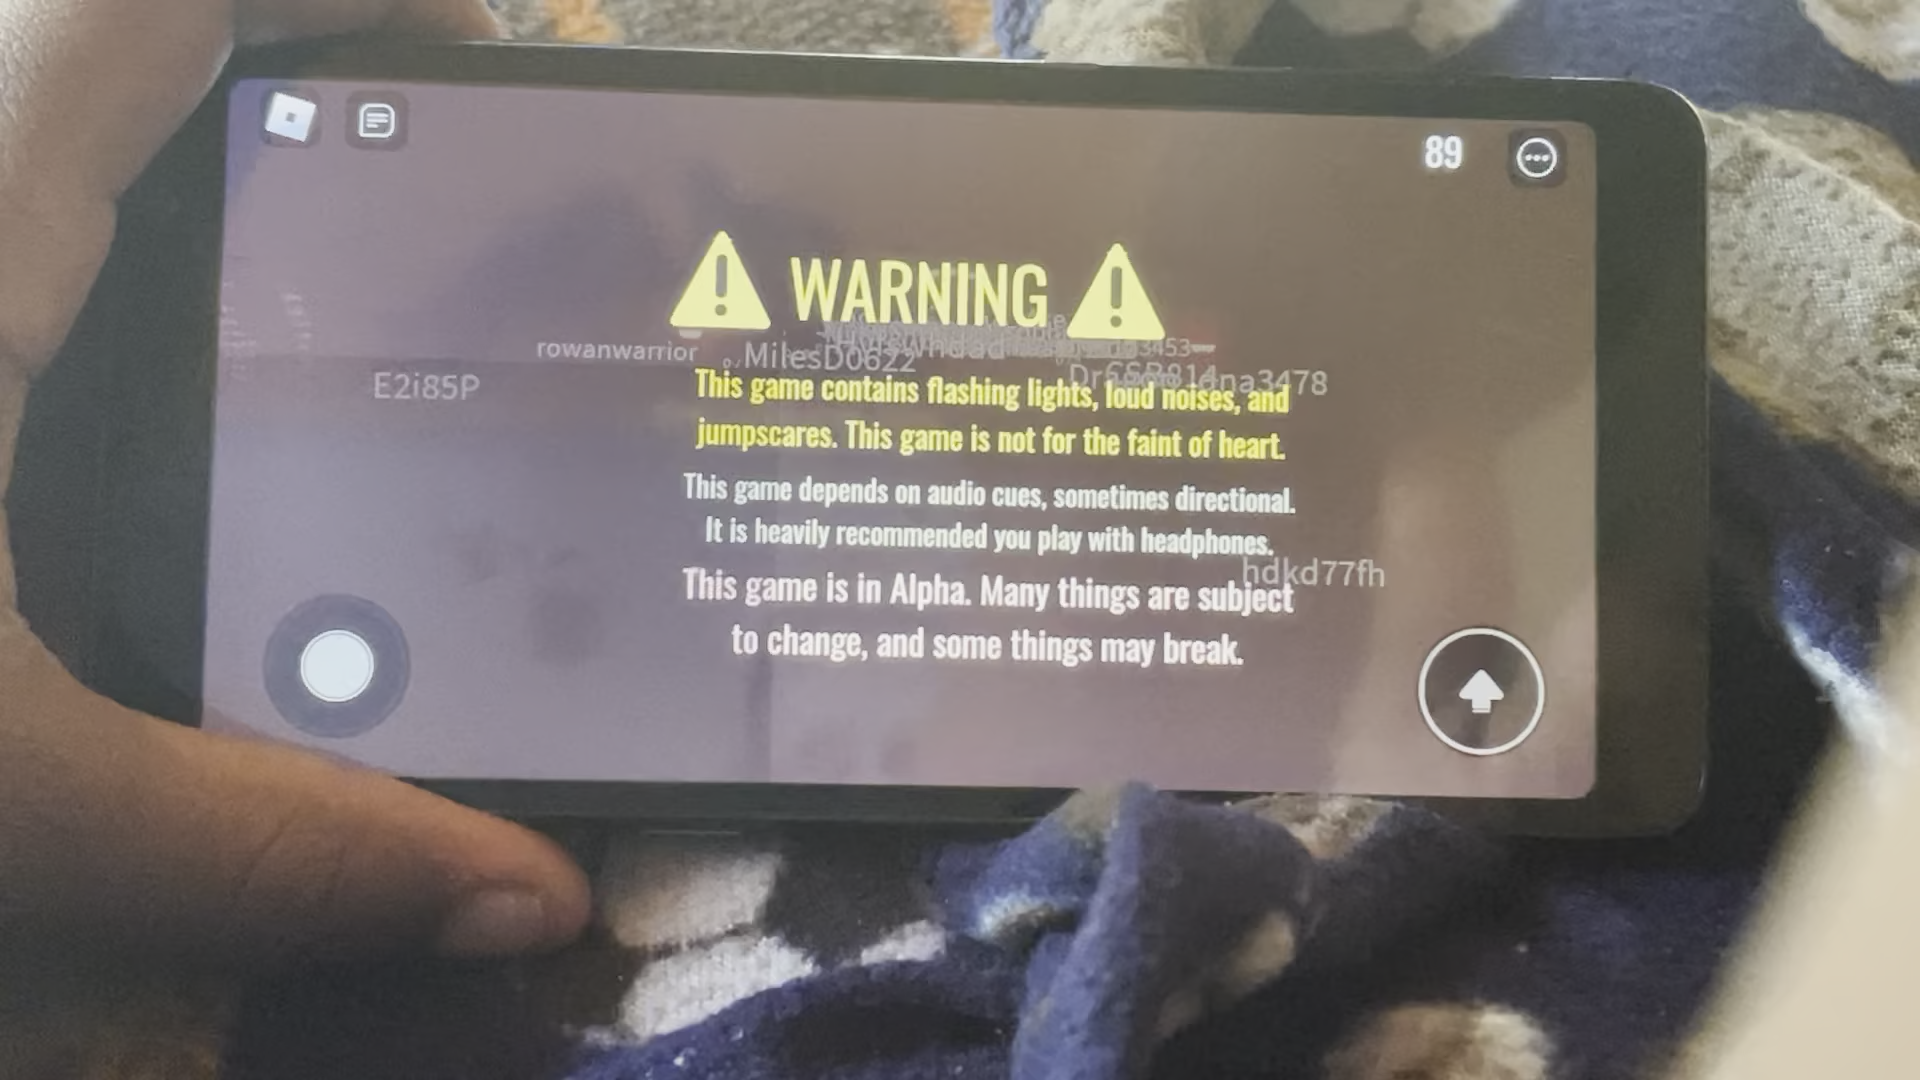 89
WARNING
rowanwarrior
MilesD0622
E2i85P
This game contains flashing lights, loud noises, and
jumpscares. This game is not for the faint of heart.
This game depends on audio cues, sometimes directional.
It is heavily recommended you play with headphones.
hdkd77fh
This game is in Alpha. Many things are subject
to change, and some things may break.